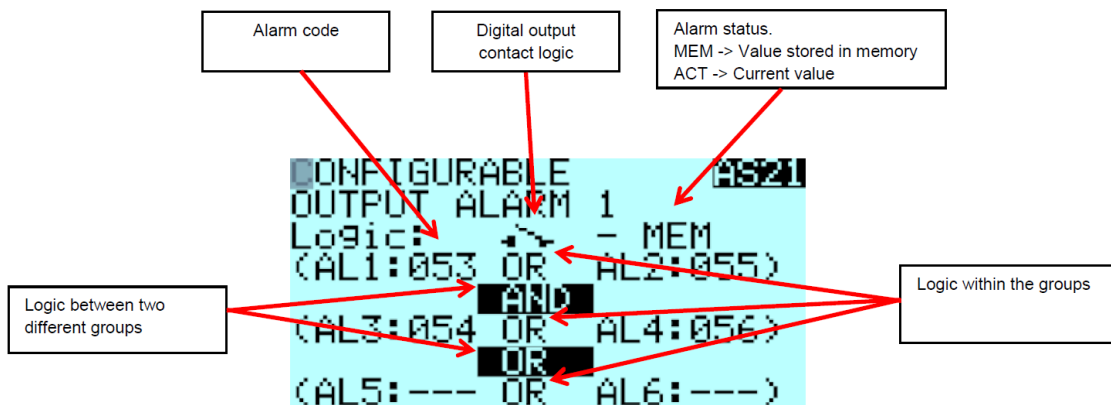 Alarm code
Digital output
contact logic
Alarm status.
MEM -> Value stored in memory
ACT -> Current value
CONFIGURABLE AS21
OUTPUT ALARM 1
Logic: - MEM
(AL1:053 OR AL2:055)
AND
(AL3:054 OR AL4:056)
OR
(AL5:--- OR AL6:---)
Logic between two
different groups
Logic within the groups